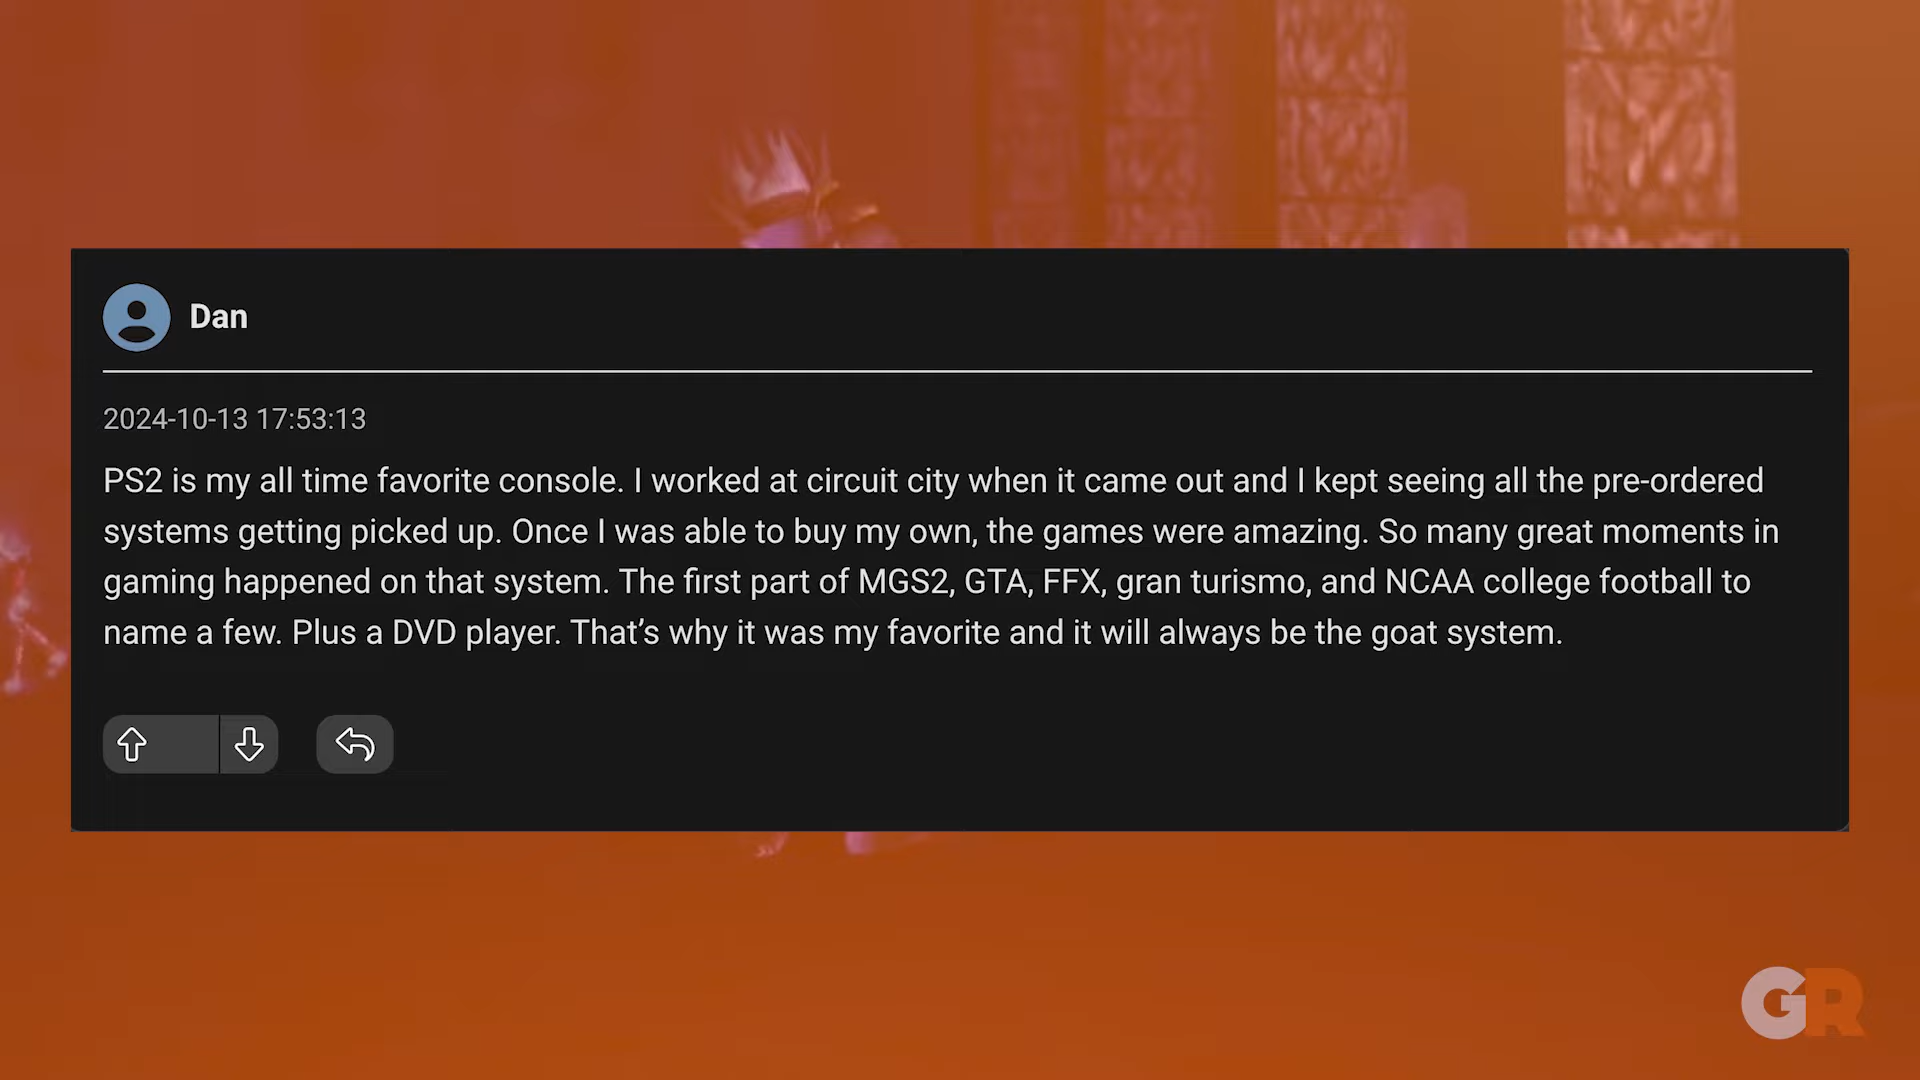 Dan
2024-10-13 17:53:13
PS2 is my all time favorite console. I worked at circuit city when it came out and I kept seeing all the pre-ordered
systems getting picked up. Once I was able to buy my own, the games were amazing. So many great moments in
gaming happened on that system. The first part of MGS2, GTA, FFX, gran turismo, and NCAA college football to
name a few. Plus a DVD player. That’s why it was my favorite and it will always be the goat system.
GR